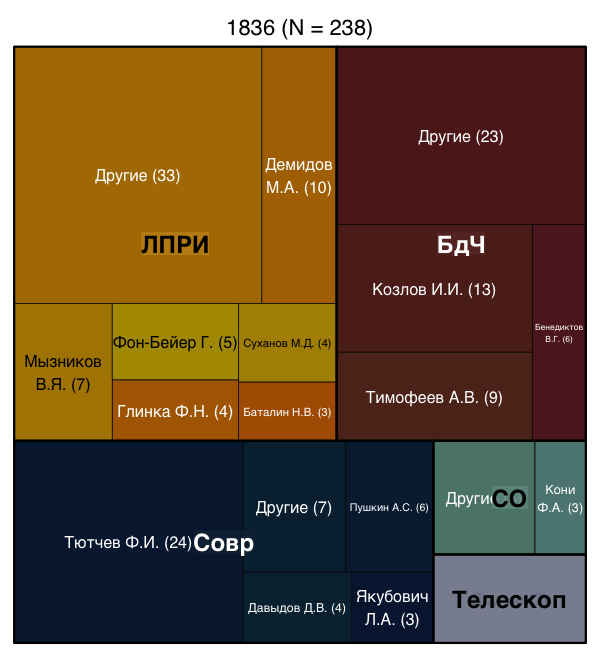 1836 (N = 238)
Другие (33)
Демидов
М.А. (10)
ЛПРИ
Мызников
В.Я. (7)
Фон-Бейер Г. (5)
Суханов М.Д. (4)
Глинка Ф.Н. (4)
Баталин Н.В. (3)
Другие (23)
БдЧ
Козлов И.И. (13)
Бенедиктов
В.Г. (6)
Тимофеев А.В. (9)
Тютчев Ф.И. (24)
Совр
Другие (7)
Пушкин А.С. (6)
Давыдов Д.В. (4)
Якубович
Л.А. (3)
СО
Кони
Ф.А. (3)
Телескоп